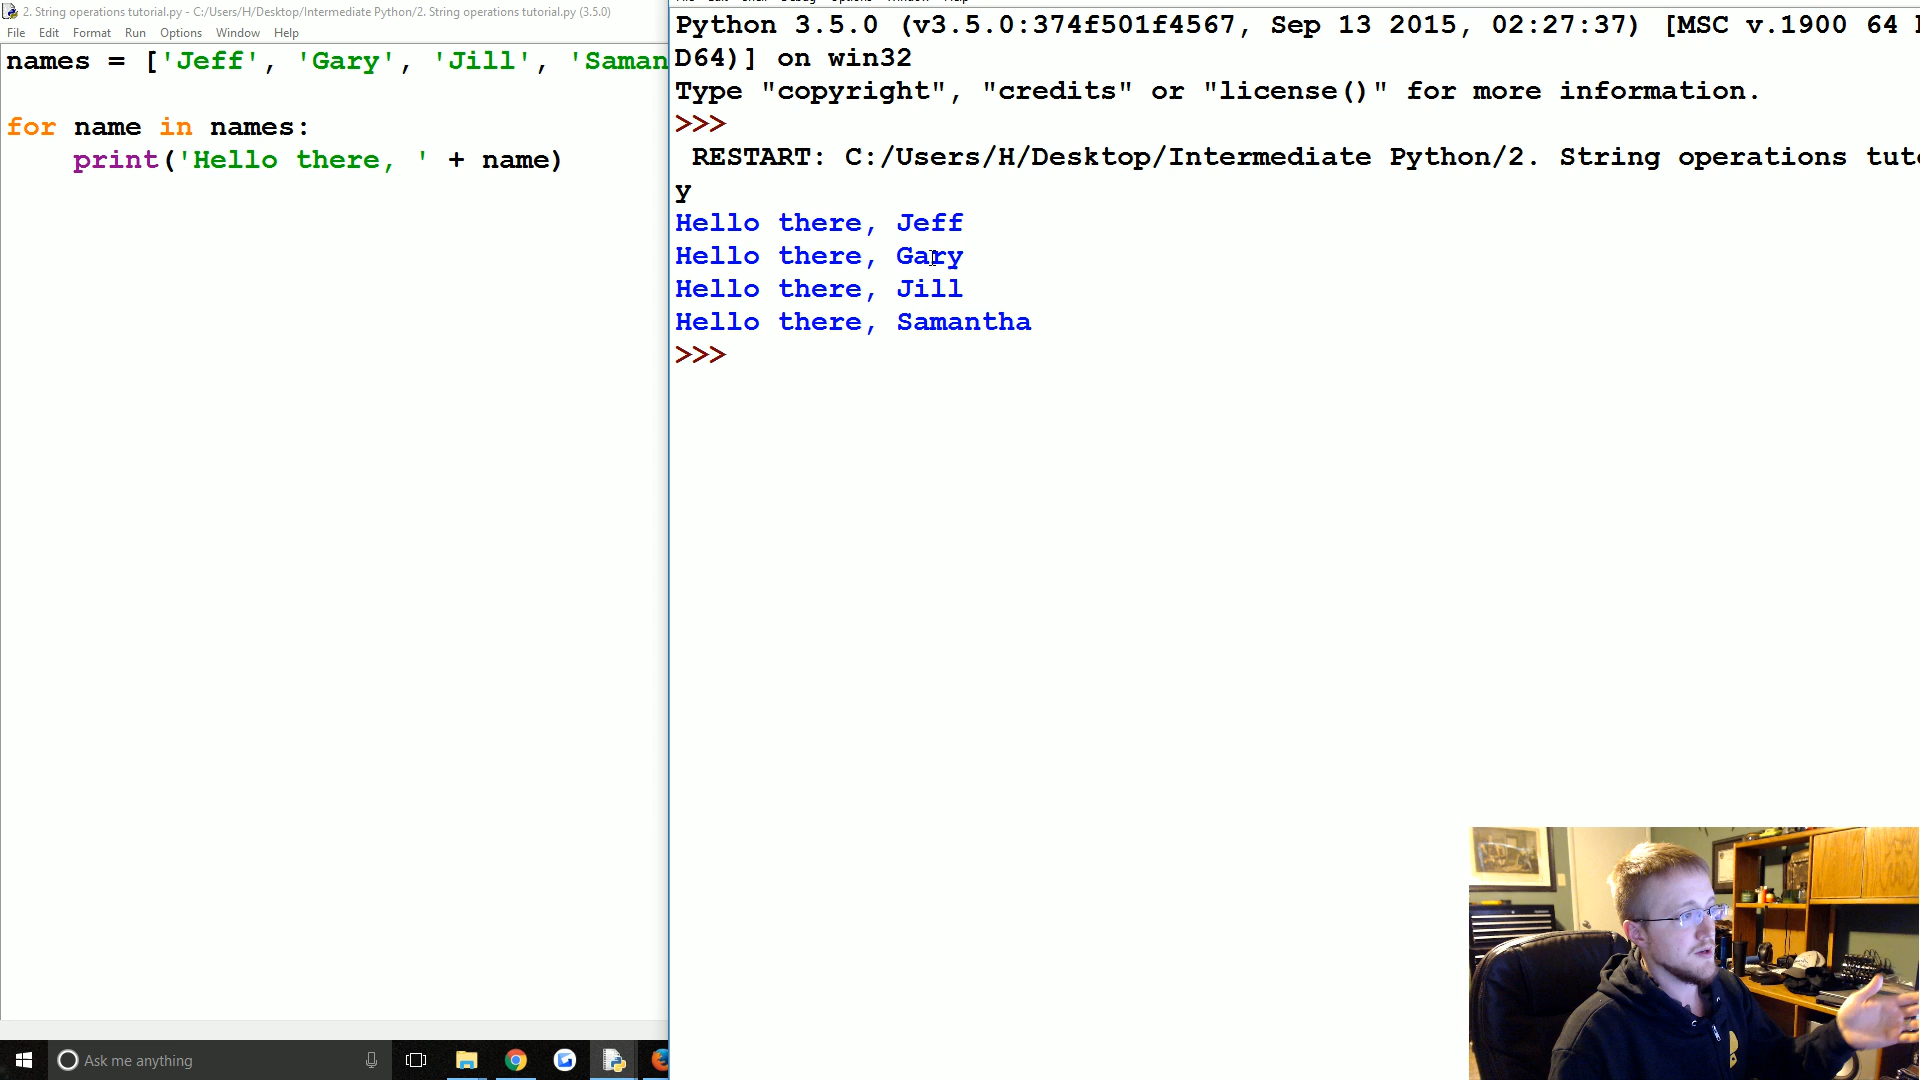 2. String operations tutorial.py - C:/Users/H/Desktop/Intermediate Python/2. String operations tutorial.py (3.5.0)
File Edit Format Run Options Window Help
names = ['Jeff', 'Gary', 'Jill', 'Saman
for name in names:
print('Hello there, ' + name)
Python 3.5.0 (v3.5.0:374f501f4567, Sep 13 2015, 02:27:37) [MSC v.1900 64
D64)] on win32
Type "copyright", "credits" or "license()" for more information.
>>>
RESTART: C:/Users/H/Desktop/Intermediate Python/2. String operations tuto
y
Hello there, Jeff
Hello there, Gary
Hello there, Jill
Hello there, Samantha
>>>
Ask me anything